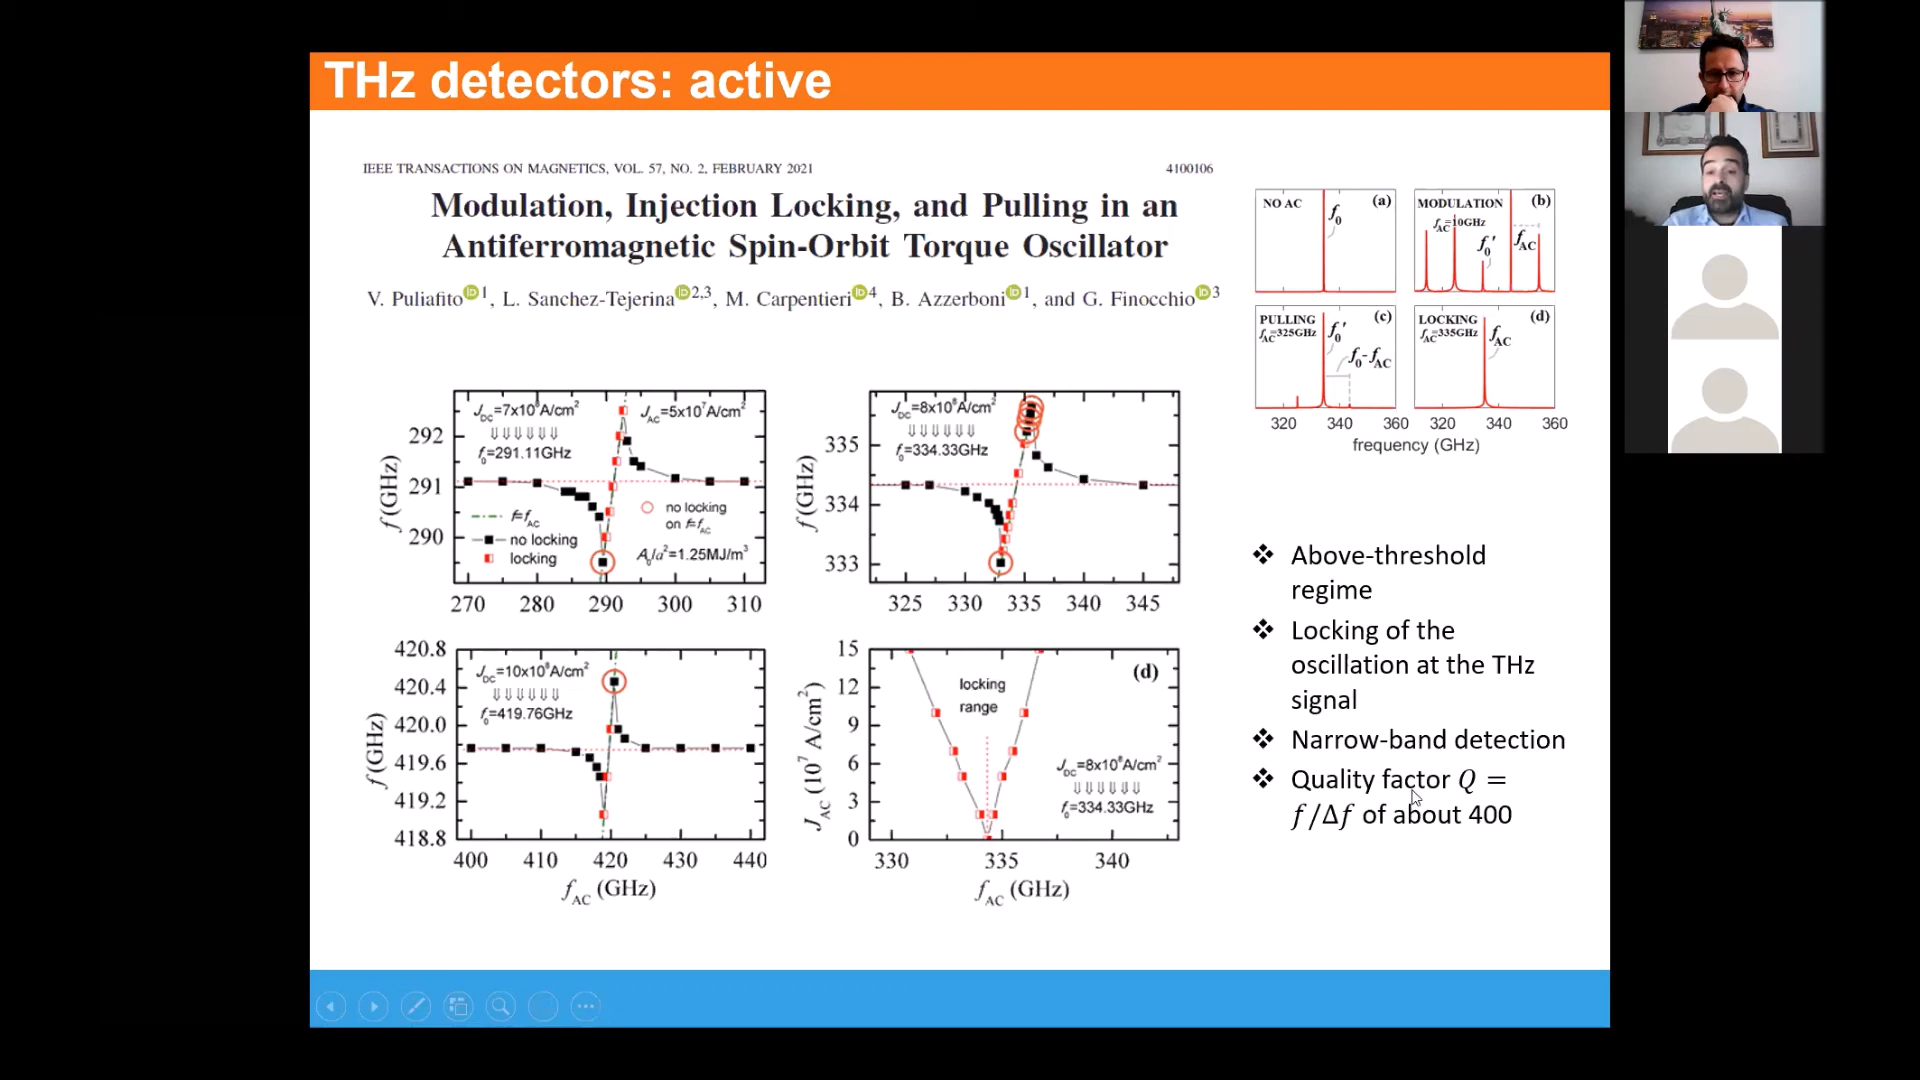 THz detectors: active
IEEE TRANSACTIONS ON MAGNETICS, VOL. 57, NO. 2, FEBRUARY 2021
4100106
Modulation, Injection Locking, and Pulling in an
Antiferromagnetic Spin-Orbit Torque Oscillator
V. Puliafito iD 1, L. Sanchez-Tejerina iD 2,3, M. Carpentieri iD 4, B. Azzerboni iD 1, and G. Finocchio iD 3
NO AC
f0
(a)
MODULATION
fAC=10GHz
f0'
fAC
(b)
PULLING
fAC=325GHz
f0'
f0-fAC
(c)
LOCKING
fAC=335GHz
fAC
(d)
320 340 360 320 340 360
frequency (GHz)
JDC=7x10⁸A/cm²
⇓⇓⇓⇓⇓⇓
f0=291.11GHz
JAC=5x10⁷A/cm²
f=fAC
no locking
locking
no locking
on f=fAC
A0/a²=1.25MJ/m³
292
291
290
f (GHz)
270 280 290 300 310
JDC=8x10⁸A/cm²
⇓⇓⇓⇓⇓⇓
f0=334.33GHz
335
334
333
f (GHz)
325 330 335 340 345
JDC=10x10⁸A/cm²
⇓⇓⇓⇓⇓⇓
f0=419.76GHz
420.8
420.4
420.0
419.6
419.2
418.8
f (GHz)
400 410 420 430 440
fAC (GHz)
(d)
locking
range
JDC=8x10⁸A/cm²
⇓⇓⇓⇓⇓⇓
f0=334.33GHz
15
12
9
6
3
0
JAC (10⁷ A/cm²)
330 335 340
fAC (GHz)
❖ Above-threshold
regime
❖ Locking of the
oscillation at the THz
signal
❖ Narrow-band detection
❖ Quality factor Q =
f/Δf of about 400